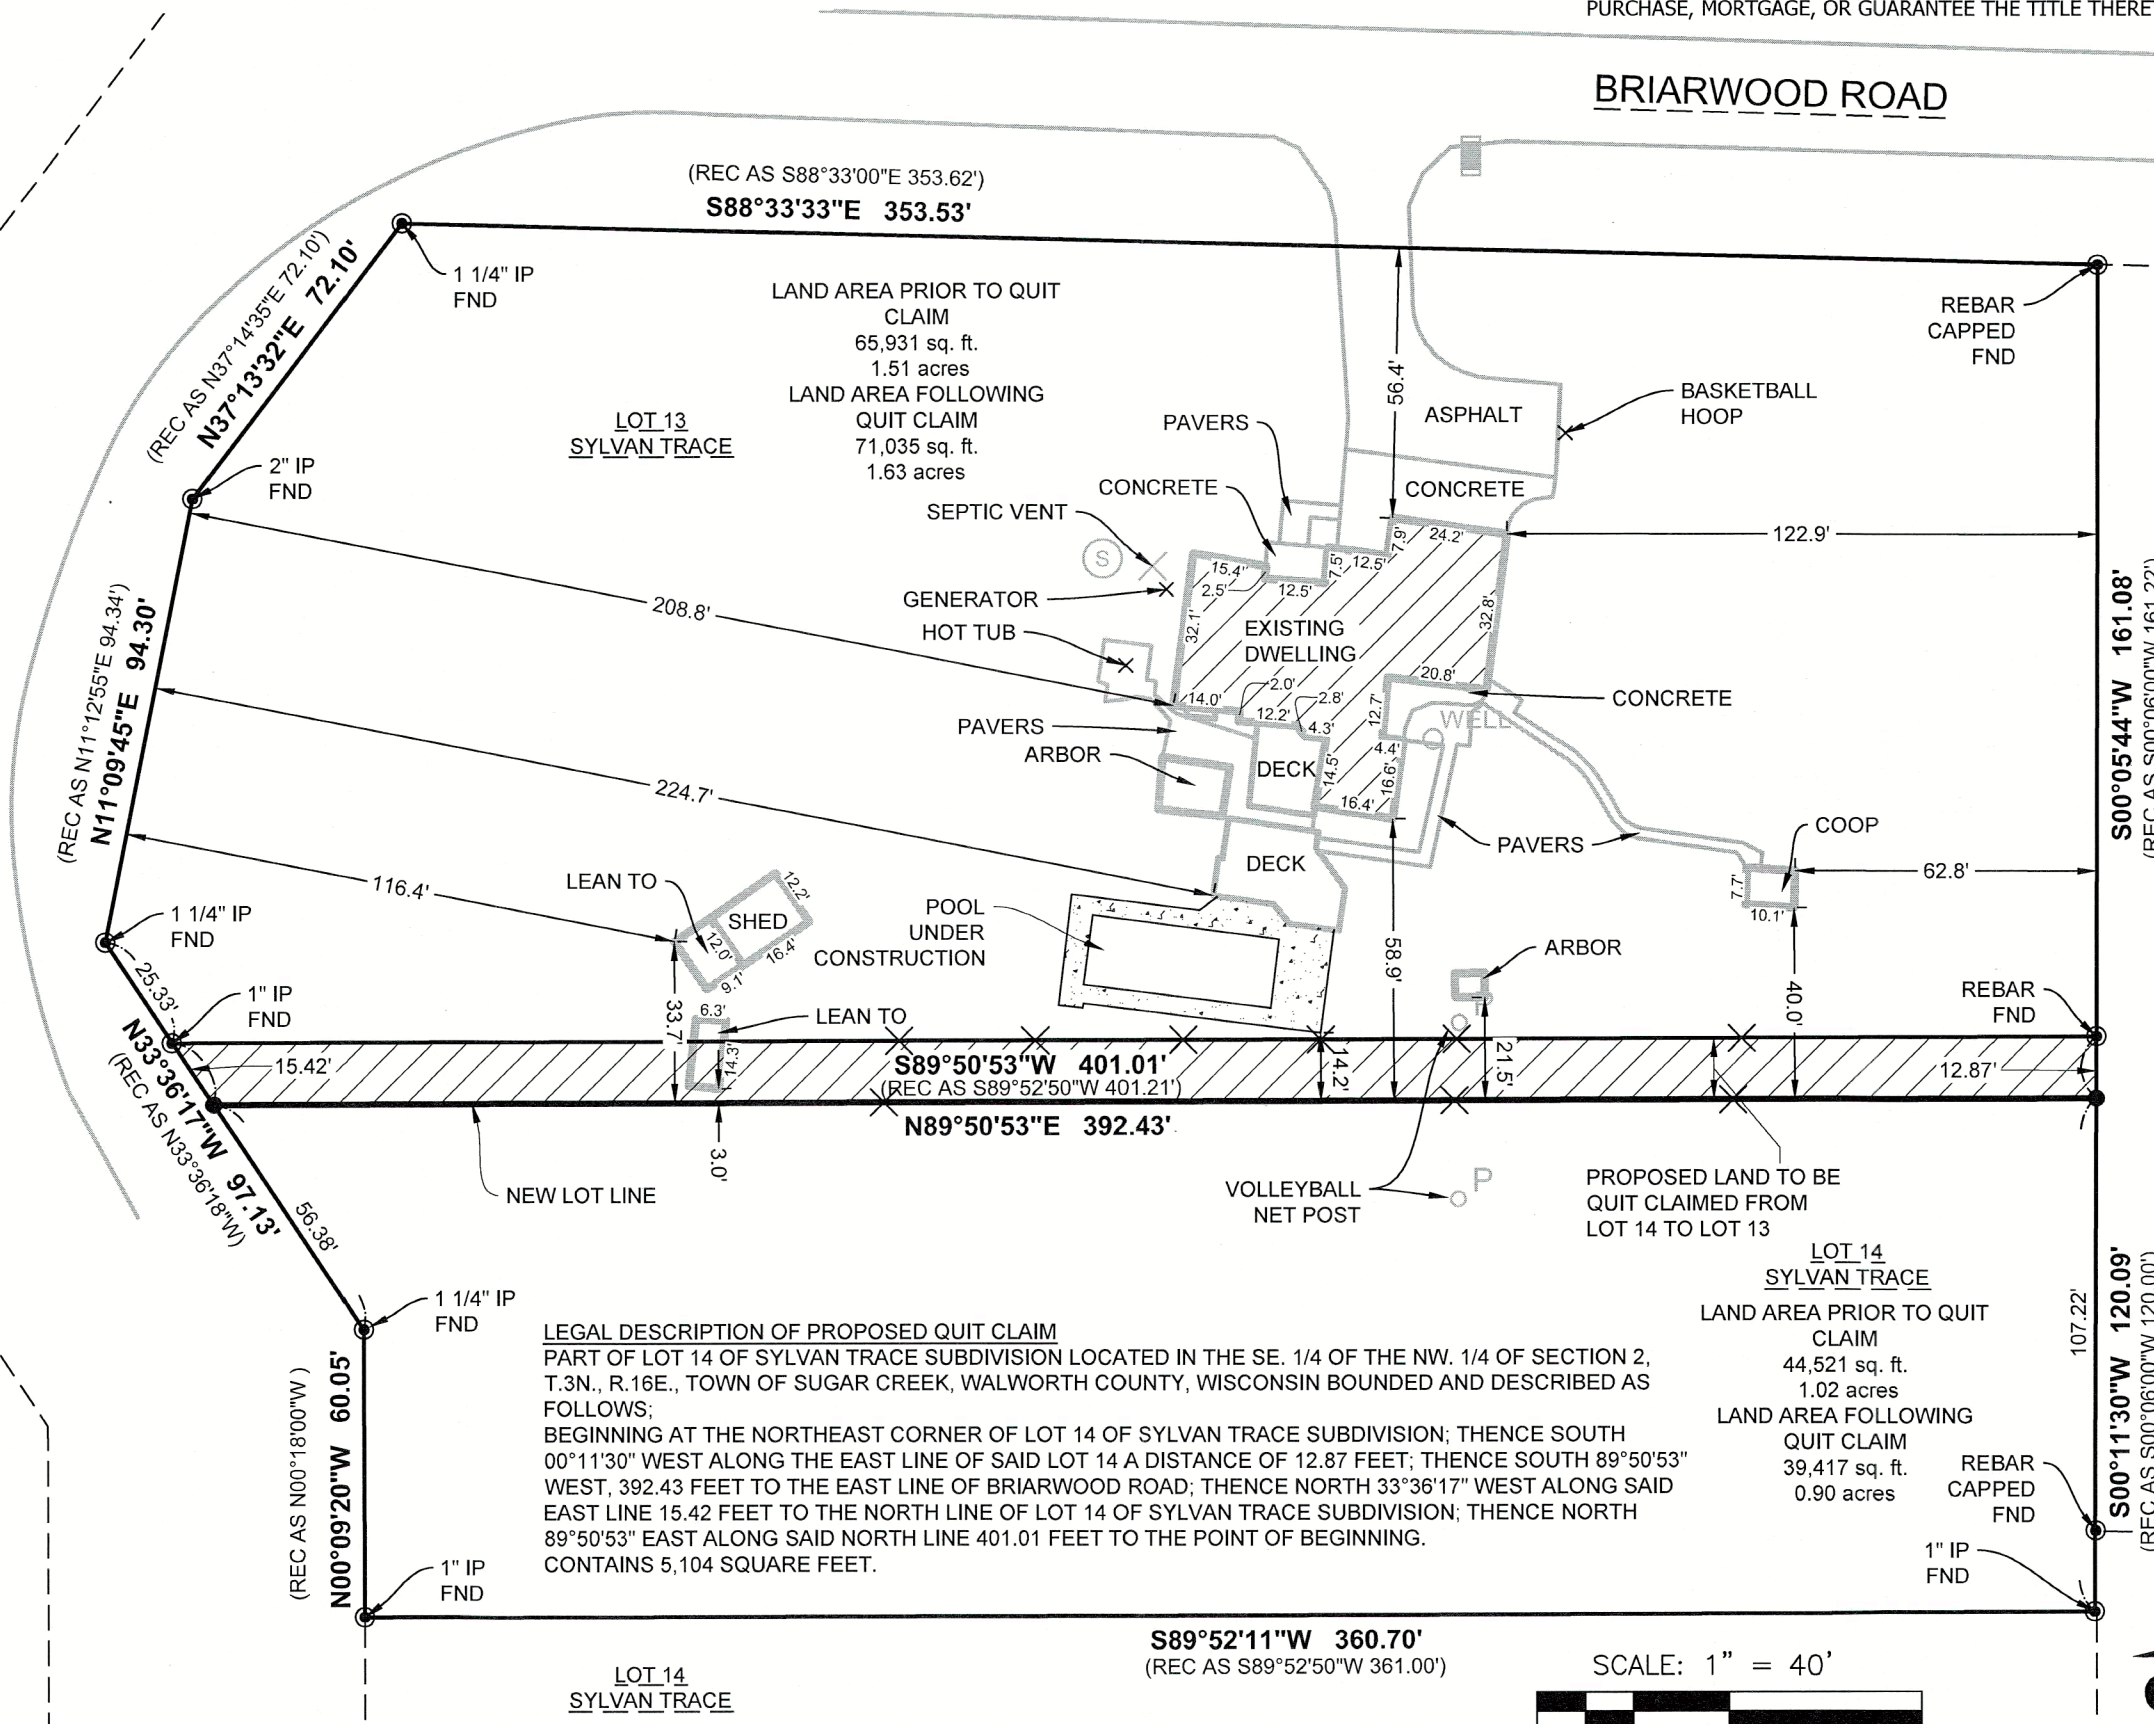 PURCHASE, MORTGAGE, OR GUARANTEE THE TITLE THERE
BRIARWOOD ROAD
(REC AS S88°33'00"E 353.62')
S88°33'33"E 353.53'
(REC AS N37°14'35"E 72.10')
N37°13'32"E 72.10'
1 1/4" IP
FND
LAND AREA PRIOR TO QUIT
CLAIM
65,931 sq. ft.
1.51 acres
LAND AREA FOLLOWING
QUIT CLAIM
71,035 sq. ft.
1.63 acres
REBAR
CAPPED
FND
LOT 13
SYLVAN TRACE
56.4'
BASKETBALL
HOOP
ASPHALT
PAVERS
2" IP
FND
CONCRETE
CONCRETE
SEPTIC VENT
S
122.9'
24.2'
7.9'
12.5'
7.5'
15.4'
2.5'
12.5'
GENERATOR
HOT TUB
208.8'
32.1'
32.8'
EXISTING
DWELLING
20.8'
14.0'
2.0'
12.2'
2.8'
4.3'
12.7'
CONCRETE
WELL
PAVERS
ARBOR
DECK
14.5'
4.4'
16.6'
16.4'
(REC AS N11°12'55"E 94.34')
N11°09'45"E 94.30'
S00°05'44"W 161.08'
(REC AS S00°06'00"W 161.22')
224.7'
COOP
PAVERS
DECK
62.8'
7.7'
10.1'
116.4'
LEAN TO
12.2'
SHED
12.0'
16.4'
9.1'
POOL
UNDER
CONSTRUCTION
1 1/4" IP
FND
58.9'
ARBOR
P
40.0'
25.33'
1" IP
FND
33.7'
6.3'
LEAN TO
14.3'
REBAR
FND
S89°50'53"W 401.01'
(REC AS S89°52'50"W 401.21')
15.42'
14.2'
21.5'
12.87'
N89°50'53"E 392.43'
N33°36'17"W 97.13'
(REC AS N33°36'18"W)
56.38'
3.0'
NEW LOT LINE
VOLLEYBALL
NET POST
P
PROPOSED LAND TO BE
QUIT CLAIMED FROM
LOT 14 TO LOT 13
LOT 14
SYLVAN TRACE
LAND AREA PRIOR TO QUIT
CLAIM
44,521 sq. ft.
1.02 acres
LAND AREA FOLLOWING
QUIT CLAIM
39,417 sq. ft.
0.90 acres
107.22'
S00°11'30"W 120.09'
(REC AS S00°06'00"W 120.00')
1 1/4" IP
FND
LEGAL DESCRIPTION OF PROPOSED QUIT CLAIM
PART OF LOT 14 OF SYLVAN TRACE SUBDIVISION LOCATED IN THE SE. 1/4 OF THE NW. 1/4 OF SECTION 2,
T.3N., R.16E., TOWN OF SUGAR CREEK, WALWORTH COUNTY, WISCONSIN BOUNDED AND DESCRIBED AS
FOLLOWS;
BEGINNING AT THE NORTHEAST CORNER OF LOT 14 OF SYLVAN TRACE SUBDIVISION; THENCE SOUTH
00°11'30" WEST ALONG THE EAST LINE OF SAID LOT 14 A DISTANCE OF 12.87 FEET; THENCE SOUTH 89°50'53"
WEST, 392.43 FEET TO THE EAST LINE OF BRIARWOOD ROAD; THENCE NORTH 33°36'17" WEST ALONG SAID
EAST LINE 15.42 FEET TO THE NORTH LINE OF LOT 14 OF SYLVAN TRACE SUBDIVISION; THENCE NORTH
89°50'53" EAST ALONG SAID NORTH LINE 401.01 FEET TO THE POINT OF BEGINNING.
CONTAINS 5,104 SQUARE FEET.
(REC AS N00°18'00"W )
N00°09'20"W 60.05'
REBAR
CAPPED
FND
1" IP
FND
1" IP
FND
S89°52'11"W 360.70'
(REC AS S89°52'50"W 361.00')
LOT 14
SYLVAN TRACE
SCALE: 1" = 40'